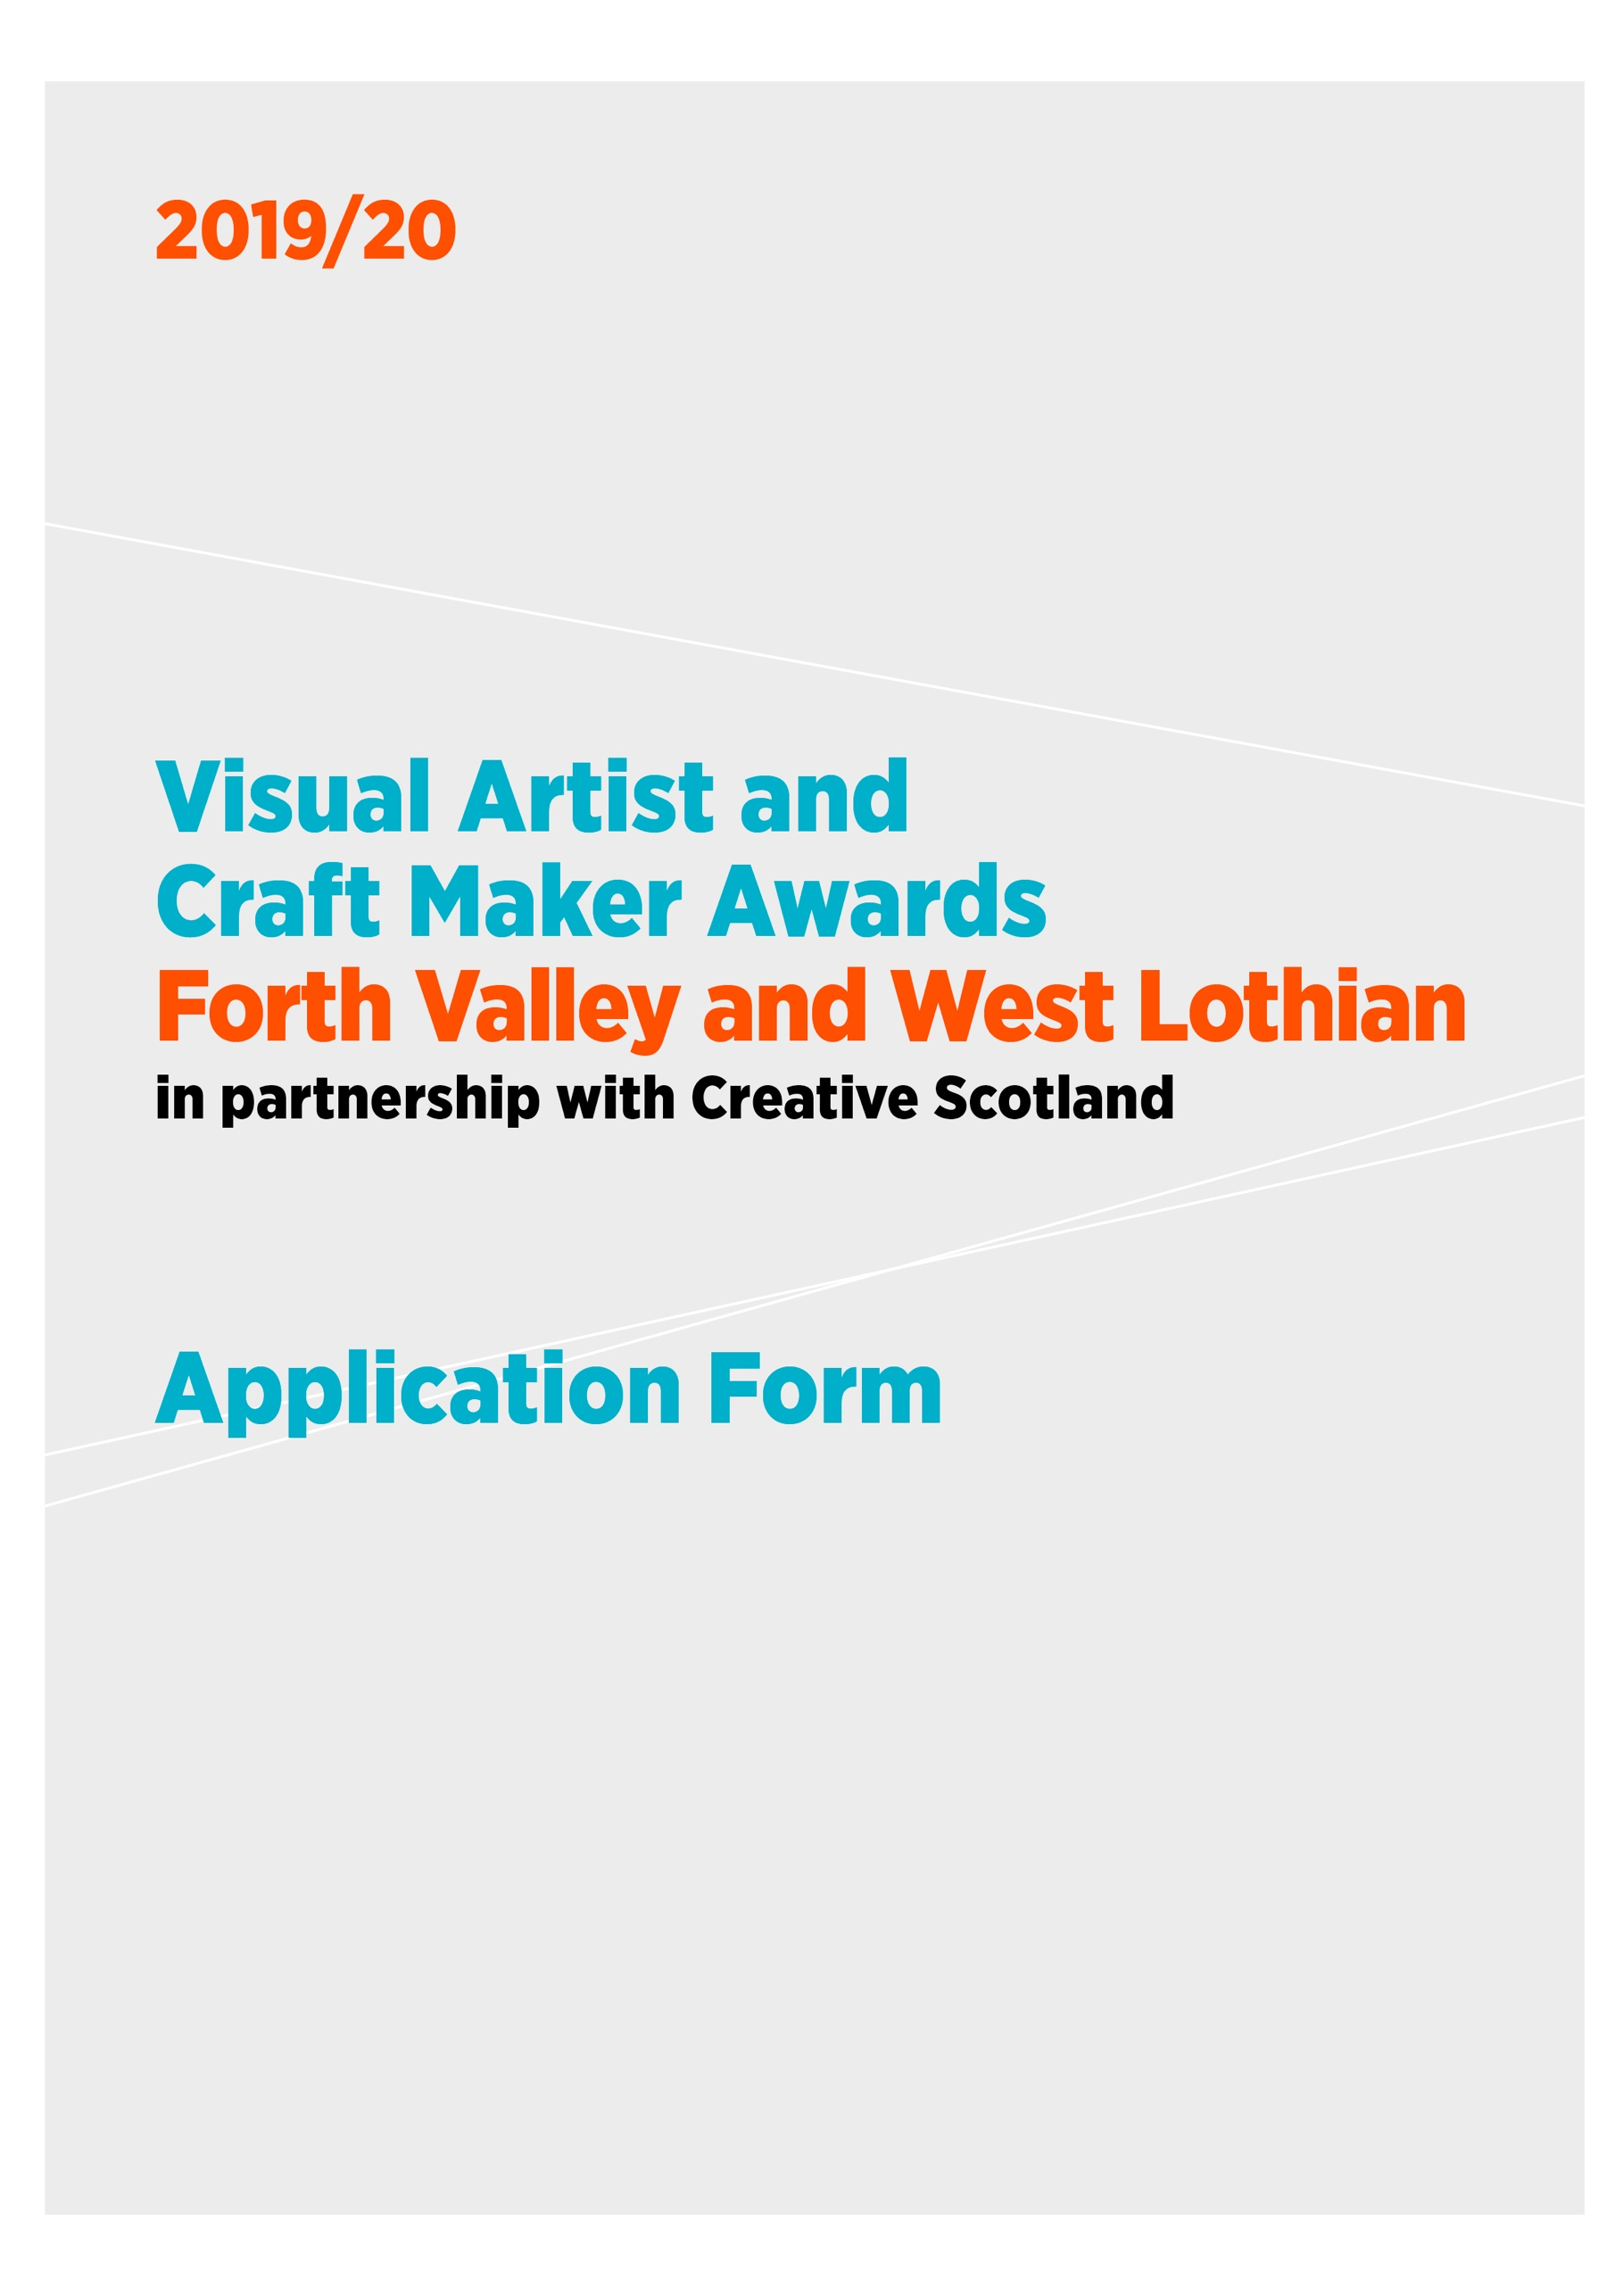 2019/20
Visual Artist and
Craft Maker Awards
Forth Valley and West Lothian
in partnership with Creative Scotland
Application Form